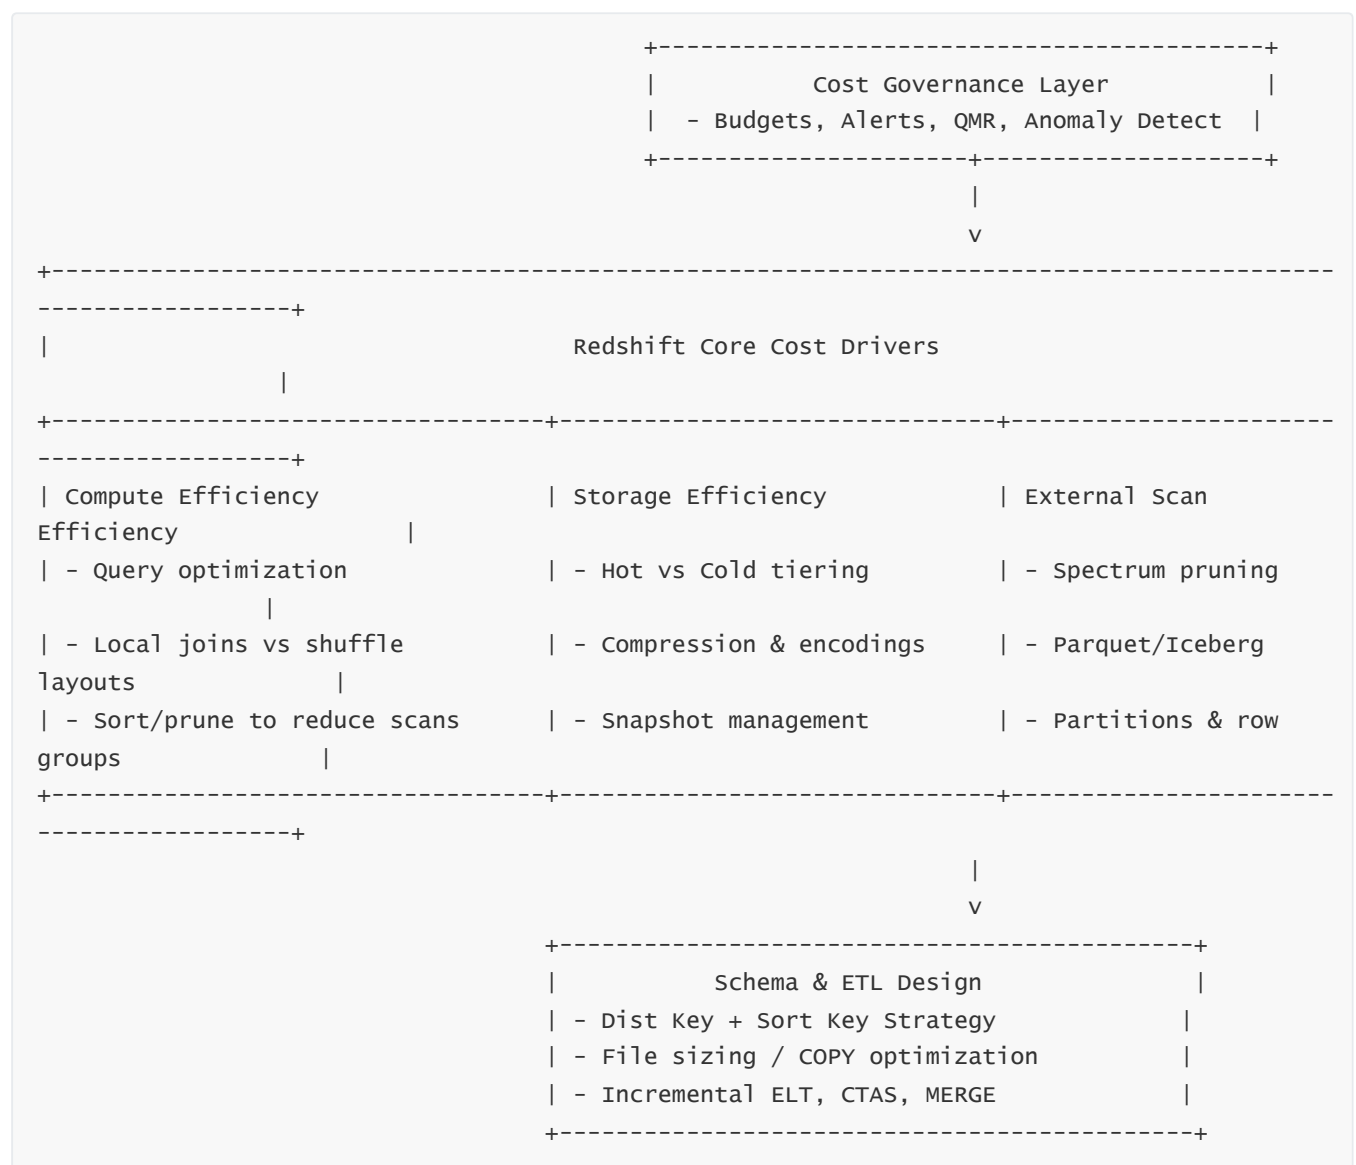 +-------------------------------------------+
|           Cost Governance Layer           |
|  - Budgets, Alerts, QMR, Anomaly Detect  |
+----------------------+--------------------+
|
v
+-------------------------------------------------------------------------------------------
------------------+
|                                     Redshift Core Cost Drivers
|
+-----------------------------------+-------------------------------+-----------------------
------------------+
| Compute Efficiency                | Storage Efficiency            | External Scan
Efficiency                |
| - Query optimization              | - Hot vs Cold tiering         | - Spectrum pruning
|
| - Local joins vs shuffle          | - Compression & encodings     | - Parquet/Iceberg
layouts              |
| - Sort/prune to reduce scans      | - Snapshot management         | - Partitions & row
groups              |
+-----------------------------------+-------------------------------+-----------------------
------------------+
|
v
+---------------------------------------------+
|           Schema & ETL Design               |
| - Dist Key + Sort Key Strategy             |
| - File sizing / COPY optimization          |
| - Incremental ELT, CTAS, MERGE             |
+---------------------------------------------+